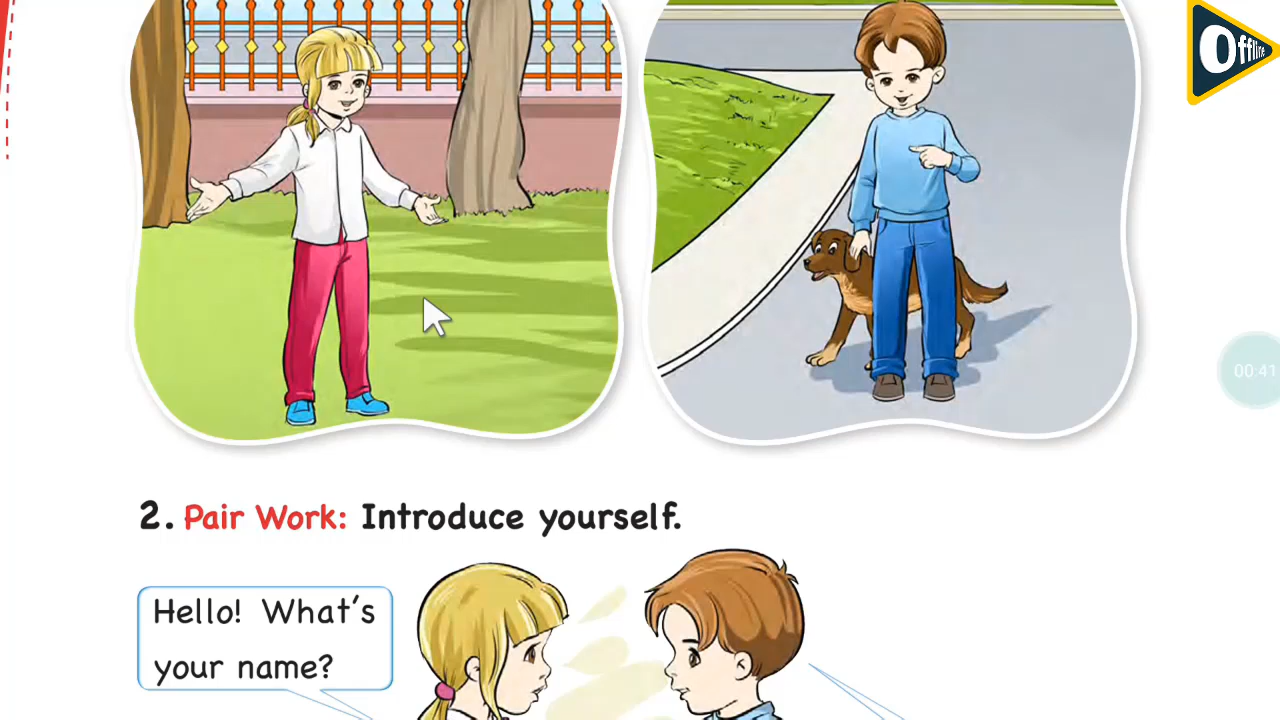 Offline
00:41
2. Pair Work: Introduce yourself.
Hello! What's
your name?